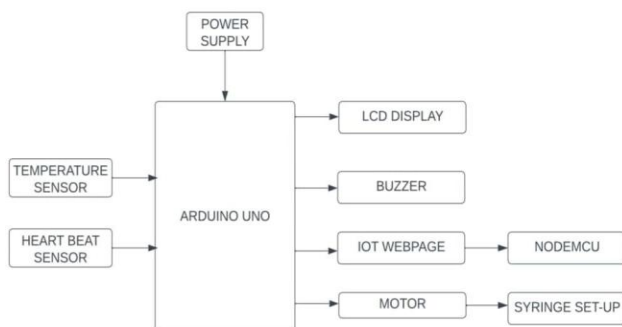 POWER
SUPPLY
LCD DISPLAY
TEMPERATURE
SENSOR
BUZZER
ARDUINO UNO
HEART BEAT
SENSOR
IOT WEBPAGE
NODEMCU
MOTOR
SYRINGE SET-UP